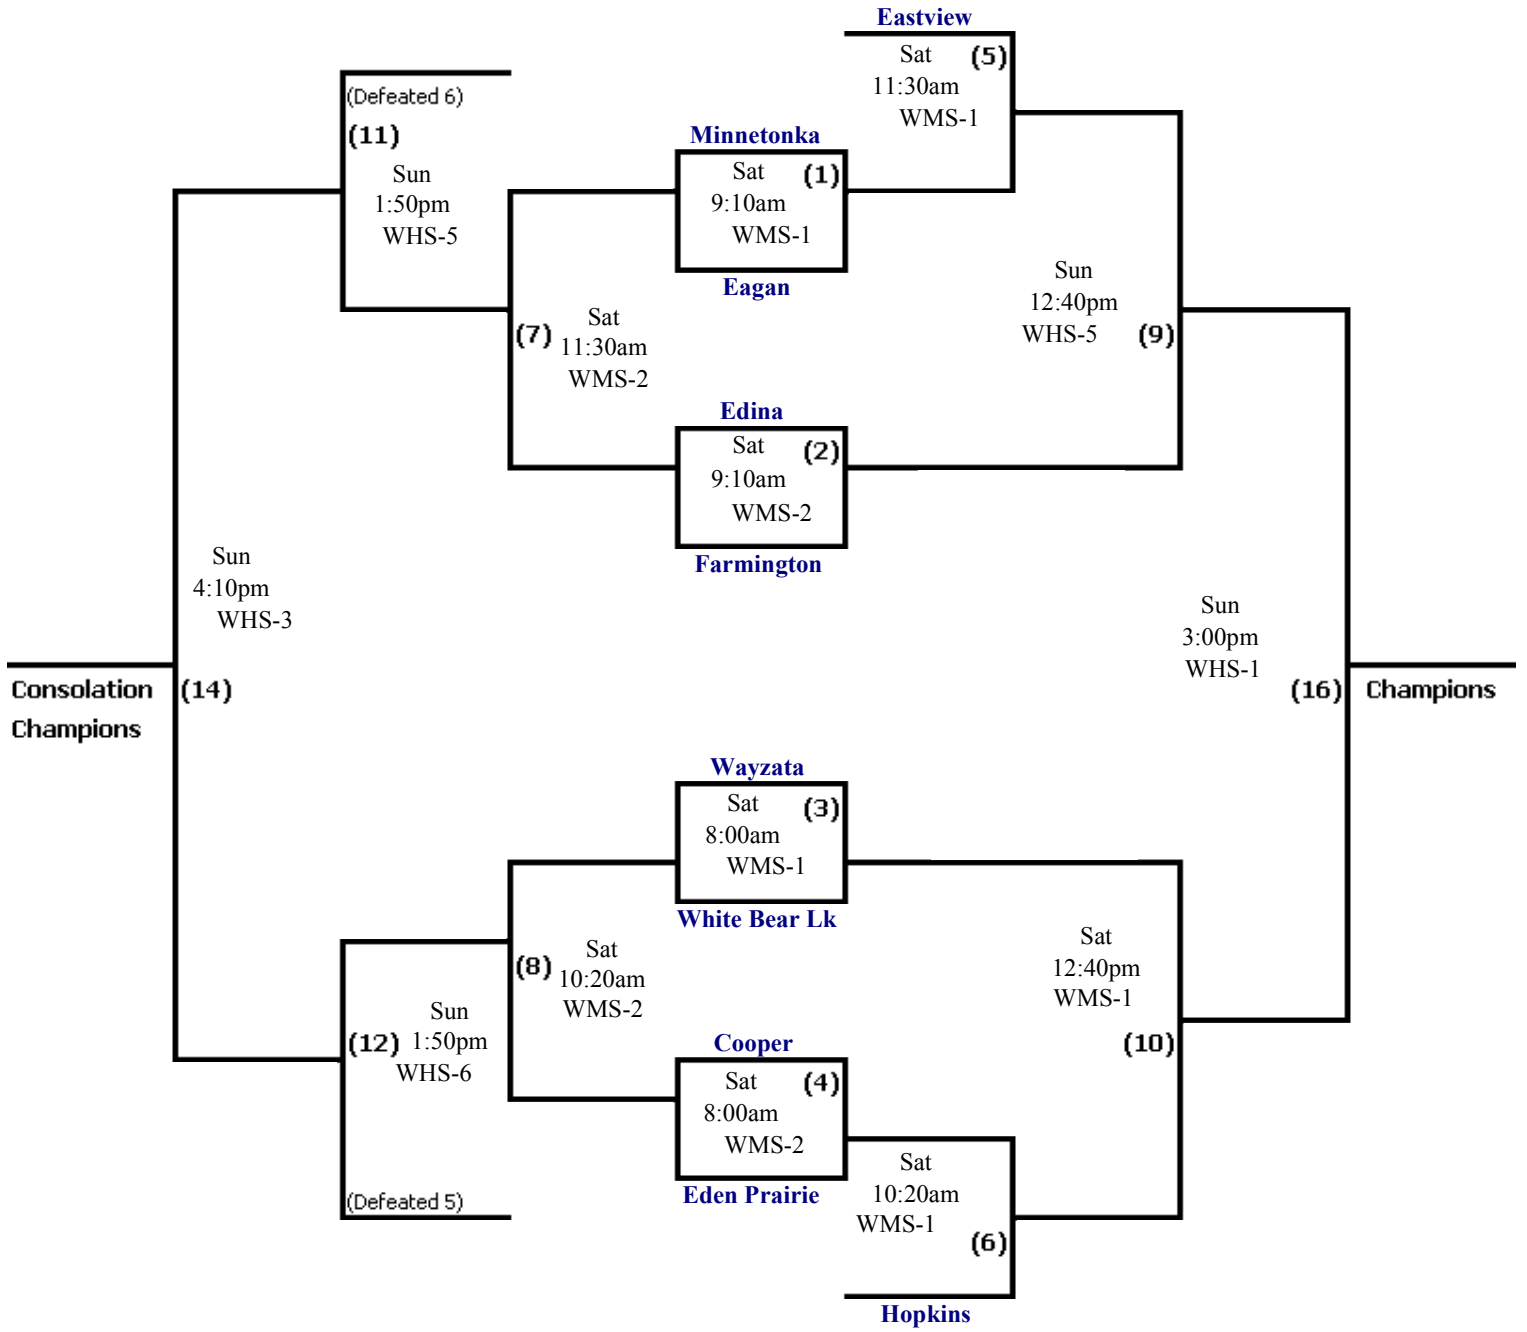 Eastview
Sat (5)
11:30am
WMS-1
(Defeated 6)
(11)
Sun
1:50pm
WHS-5
Minnetonka
Sat (1)
9:10am
WMS-1
Eagan
Sun
12:40pm
WHS-5 (9)
(7) Sat
11:30am
WMS-2
Edina
Sat (2)
9:10am
WMS-2
Farmington
Sun
4:10pm
WHS-3
Sun
3:00pm
WHS-1
Consolation (14)
Champions
(16) Champions
Wayzata
Sat (3)
8:00am
WMS-1
White Bear Lk
(8) Sat
10:20am
WMS-2
Sat
12:40pm
WMS-1
(10)
Sun
(12) 1:50pm
WHS-6
Cooper
Sat (4)
8:00am
WMS-2
Eden Prairie
Sat
10:20am
WMS-1
(6)
(Defeated 5)
Hopkins